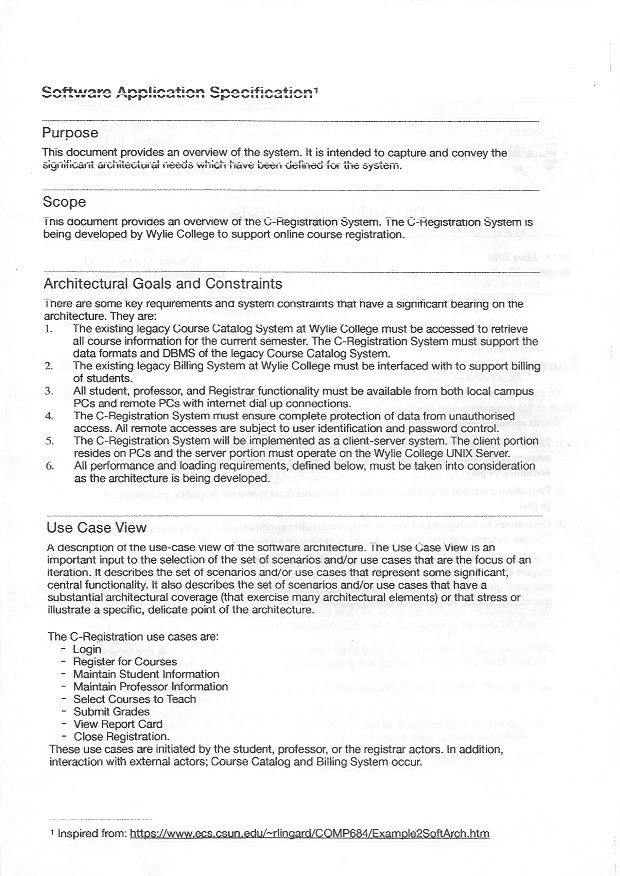 Software Application Specification¹
Purpose
This document provides an overview of the system. It is intended to capture and convey the
significant architectural needs which have been defined for the system.
Scope
This document provides an overview of the C-Registration System. The C-Registration System is
being developed by Wylie College to support online course registration.
Architectural Goals and Constraints
There are some key requirements and system constraints that have a significant bearing on the
architecture. They are:
1. The existing legacy Course Catalog System at Wylie College must be accessed to retrieve
all course information for the current semester. The C-Registration System must support the
data formats and DBMS of the legacy Course Catalog System.
2. The existing legacy Billing System at Wylie College must be interfaced with to support billing
of students.
3. All student, professor, and Registrar functionality must be available from both local campus
PCs and remote PCs with internet dial up connections.
4. The C-Registration System must ensure complete protection of data from unauthorised
access. All remote accesses are subject to user identification and password control.
5. The C-Registration System will be implemented as a client-server system. The client portion
resides on PCs and the server portion must operate on the Wylie College UNIX Server.
6. All performance and loading requirements, defined below, must be taken into consideration
as the architecture is being developed.
Use Case View
A description of the use-case view of the software architecture. The Use Case View is an
important input to the selection of the set of scenarios and/or use cases that are the focus of an
iteration. It describes the set of scenarios and/or use cases that represent some significant,
central functionality. It also describes the set of scenarios and/or use cases that have a
substantial architectural coverage (that exercise many architectural elements) or that stress or
illustrate a specific, delicate point of the architecture.
The C-Registration use cases are:
- Login
- Register for Courses
- Maintain Student Information
- Maintain Professor Information
- Select Courses to Teach
- Submit Grades
- View Report Card
- Close Registration.
These use cases are initiated by the student, professor, or the registrar actors. In addition,
interaction with external actors; Course Catalog and Billing System occur.
¹ Inspired from: https://www.ecs.csun.edu/~rlingard/COMP684/Example2SoftArch.htm